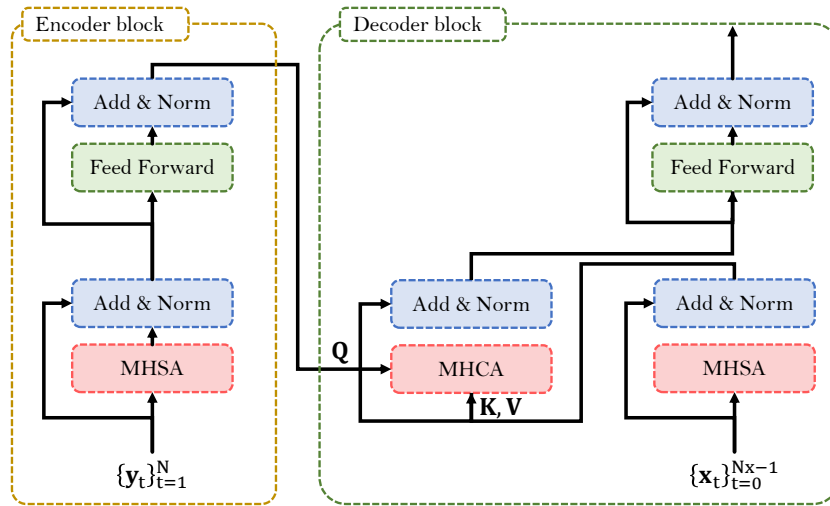 Encoder block
Add & Norm
Feed Forward
Add & Norm
MHSA
{y_t}_{t=1}^N
Decoder block
Add & Norm
Feed Forward
Add & Norm
Add & Norm
Q
MHCA
MHSA
K, V
{x_t}_{t=0}^{Nx−1}